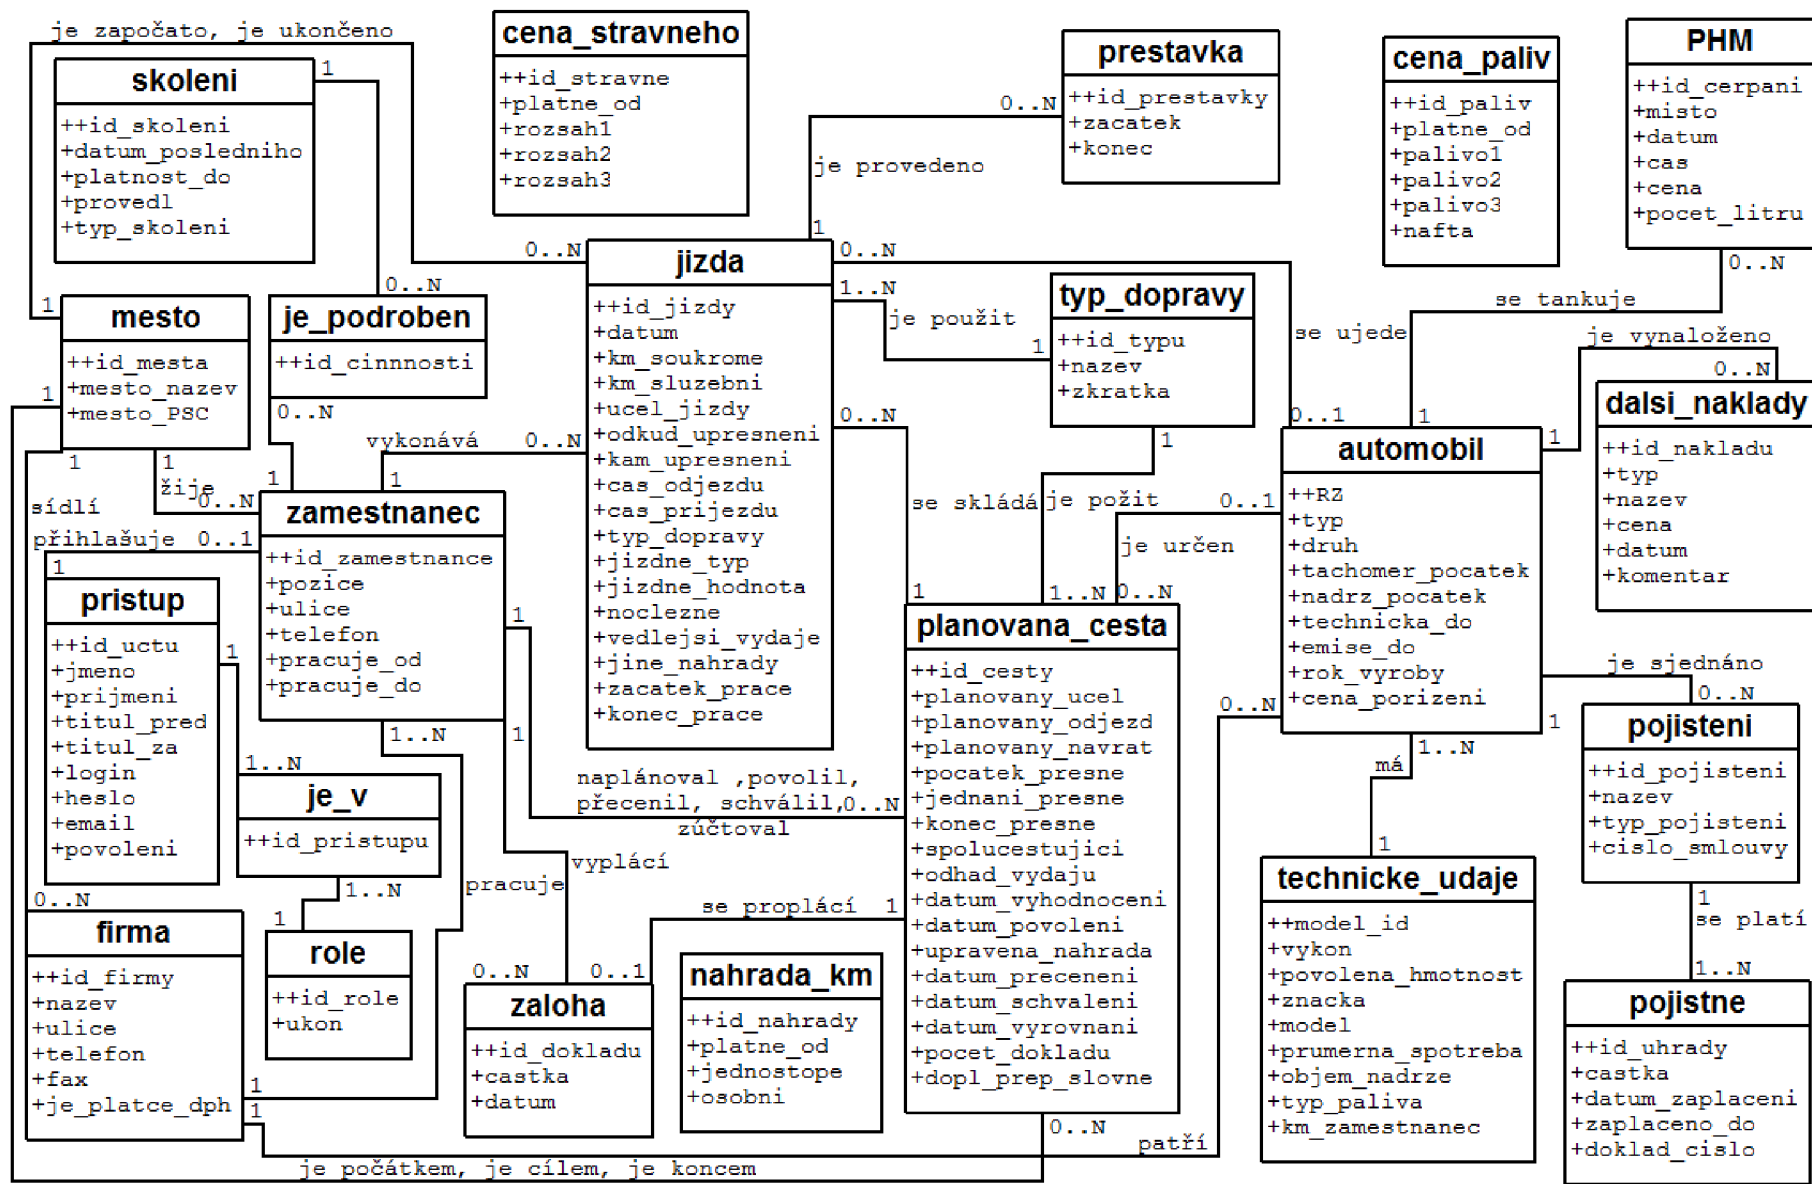 je započato, je ukončeno
skoleni
++id_skoleni
+datum_posledniho
+platnost_do
+provedl
+typ_skoleni
1
0..N
cena_stravneho
++id_stravne
+platne_od
+rozsah1
+rozsah2
+rozsah3
prestavka
++id_prestavky
+zacatek
+konec
0..N
je provedeno
1
cena_paliv
++id_paliv
+platne_od
+palivo1
+palivo2
+palivo3
+nafta
PHM
++id_cerpani
+misto
+datum
+cas
+cena
+pocet_litru
0..N
se tankuje
1
mesto
++id_mesta
+mesto_nazev
+mesto_PSC
1
1
1
1
je_podroben
++id_cinnnosti
0..N
1
jizda
++id_jizdy
+datum
+km_soukrome
+km_sluzebni
+ucel_jizdy
+odkud_upresneni
+kam_upresneni
+cas_odjezdu
+cas_prijezdu
+typ_dopravy
+jizdne_typ
+jizdne_hodnota
+noclezne
+vedlejsi_vydaje
+jine_nahrady
+zacatek_prace
+konec_prace
0..N
0..N
1..N
je použit
1
typ_dopravy
++id_typu
+nazev
+zkratka
1
je požit
1..N
se ujede
0..1
je vynaloženo
0..N
1
dalsi_naklady
++id_nakladu
+typ
+nazev
+cena
+datum
+komentar
automobil
++RZ
+typ
+druh
+tachomer_pocatek
+nadrz_pocatek
+technicka_do
+emise_do
+rok_vyroby
+cena_porizeni
0..N
se skládá
1
0..1
je určen
0..N
vykonává
0..N
1
žije
0..N
sídlí
přihlašuje
0..1
1
zamestnanec
++id_zamestnance
+pozice
+ulice
+telefon
+pracuje_od
+pracuje_do
1
1
1..N
pristup
++id_uctu
+jmeno
+prijmeni
+titul_pred
+titul_za
+login
+heslo
+email
+povoleni
1
1..N
je_v
++id_pristupu
1..N
1
role
++id_role
+ukon
planovana_cesta
++id_cesty
+planovany_ucel
+planovany_odjezd
+planovany_navrat
+pocatek_presne
+jednani_presne
+konec_presne
+spolucestujici
+odhad_vydaju
+datum_vyhodnoceni
+datum_povoleni
+upravena_nahrada
+datum_preceneni
+datum_schvaleni
+datum_vyrovnani
+pocet_dokladu
+dopl_prep_slovne
naplánoval ,povolil,
přecenil, schválil,
zúčtoval
0..N
vyplácí
pracuje
se proplácí
1
0..N
0..1
zaloha
++id_dokladu
+castka
+datum
nahrada_km
++id_nahrady
+platne_od
+jednostope
+osobni
0..N
firma
++id_firmy
+nazev
+ulice
+telefon
+fax
+je_platce_dph
1
1
0..N
patří
0..N
je počátkem, je cílem, je koncem
1..N
má
1
technicke_udaje
++model_id
+vykon
+povolena_hmotnost
+znacka
+model
+prumerna_spotreba
+objem_nadrze
+typ_paliva
+km_zamestnanec
je sjednáno
0..N
1
pojisteni
++id_pojisteni
+nazev
+typ_pojisteni
+cislo_smlouvy
1
se platí
1..N
pojistne
++id_uhrady
+castka
+datum_zaplaceni
+zaplaceno_do
+doklad_cislo